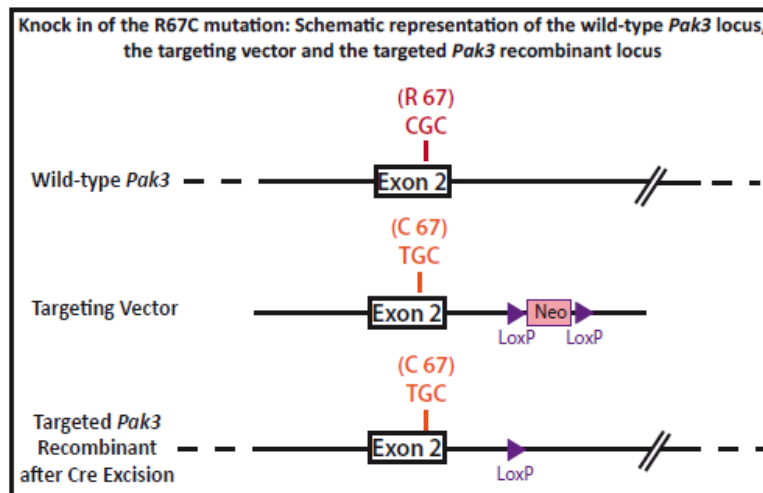 Knock in of the R67C mutation: Schematic representation of the wild-type Pak3 locus,
the targeting vector and the targeted Pak3 recombinant locus
(R 67)
CGC
Wild-type Pak3
Exon 2
(C 67)
TGC
Targeting Vector
Exon 2
Neo
LoxP
LoxP
(C 67)
TGC
Targeted Pak3
Recombinant
after Cre Excision
Exon 2
LoxP